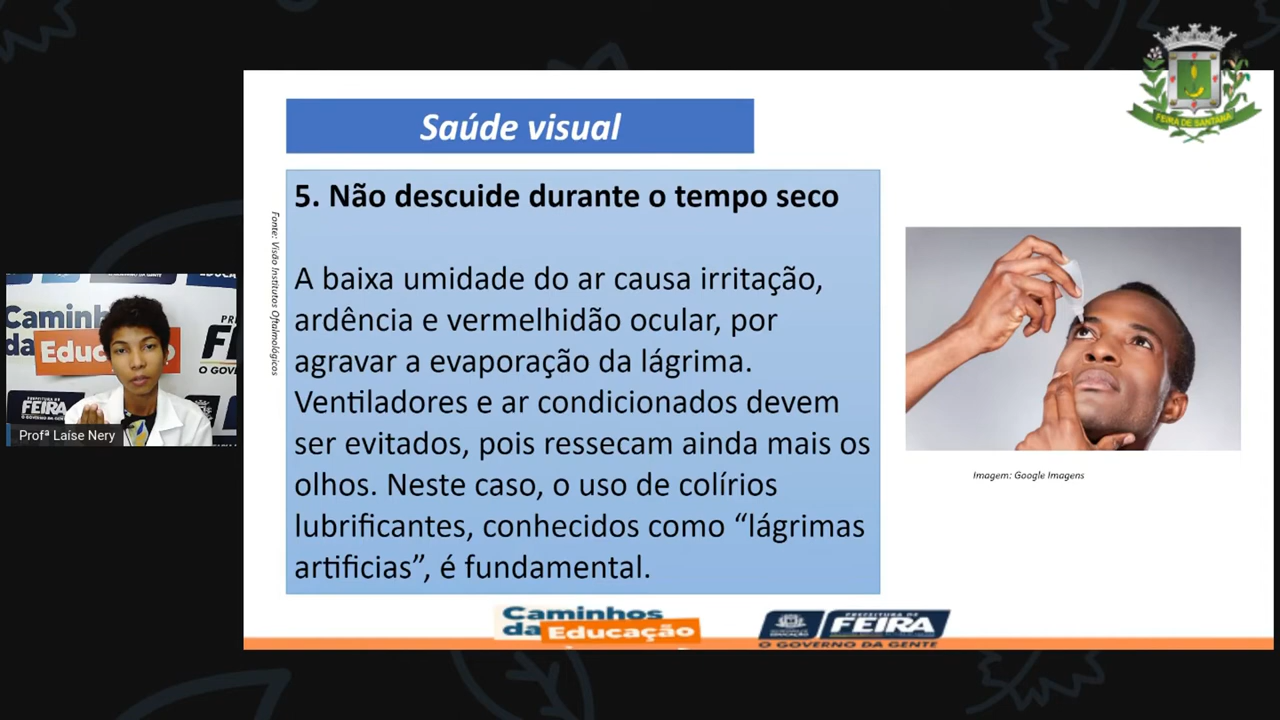 FEIRA DE SANTANA
Saúde visual
5. Não descuide durante o tempo seco
A baixa umidade do ar causa irritação,
ardência e vermelhidão ocular, por
agravar a evaporação da lágrima.
Ventiladores e ar condicionados devem
ser evitados, pois ressecam ainda mais os
olhos. Neste caso, o uso de colírios
lubrificantes, conhecidos como “lágrimas
artificias”, é fundamental.
Fonte: Visão Institutos Oftalmológicos
Imagem: Google Imagens
Profª Laíse Nery
Caminhos
da Educação
PREFEITURA DE
FEIRA
O GOVERNO DA GENTE